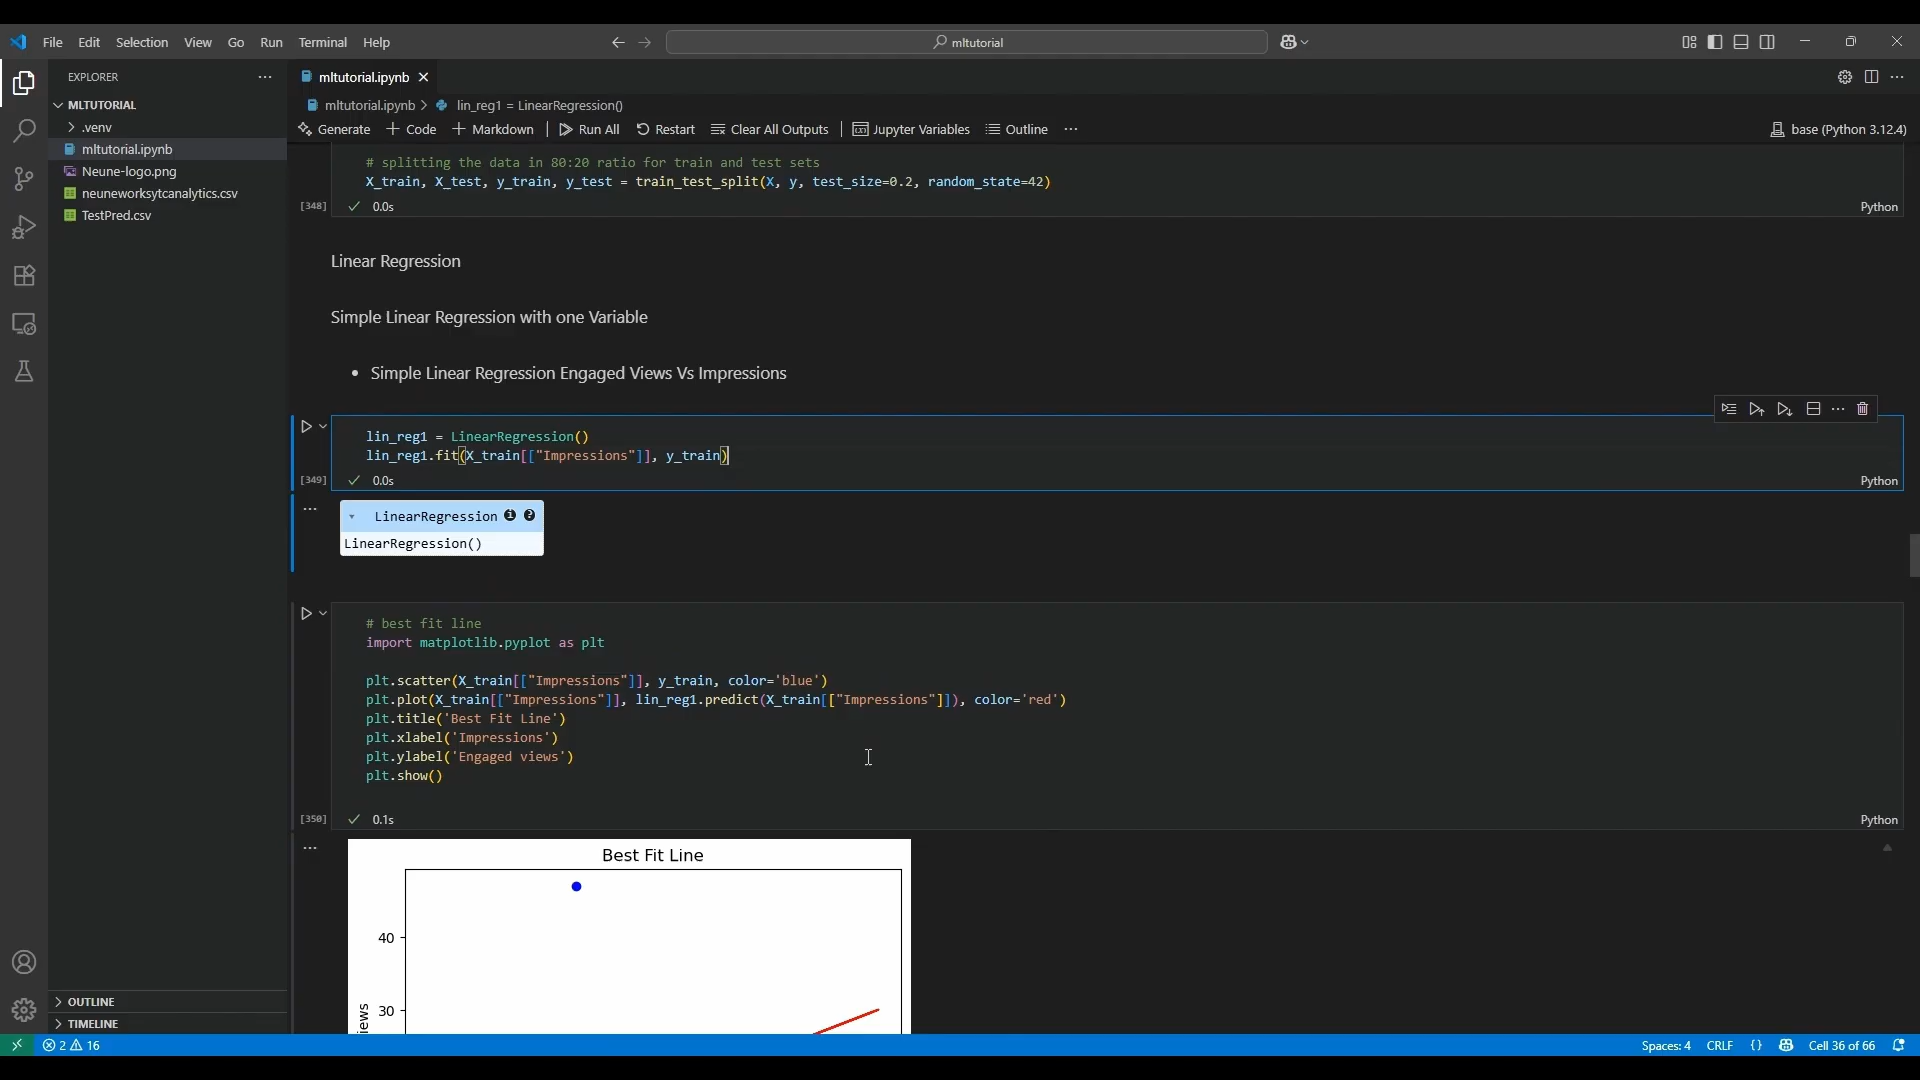 File Edit Selection View Go Run Terminal Help
mltutorial
EXPLORER
MLTUTORIAL
.venv
mltutorial.ipynb
Neune-logo.png
neuneworksytcanalytics.csv
TestPred.csv
OUTLINE
TIMELINE
mltutorial.ipynb
mltutorial.ipynb > lin_reg1 = LinearRegression()
Generate + Code + Markdown Run All Restart Clear All Outputs Jupyter Variables Outline
base (Python 3.12.4)
# splitting the data in 80:20 ratio for train and test sets
X_train, X_test, y_train, y_test = train_test_split(X, y, test_size=0.2, random_state=42)
[348] 0.0s Python
Linear Regression
Simple Linear Regression with one Variable
• Simple Linear Regression Engaged Views Vs Impressions
lin_reg1 = LinearRegression()
lin_reg1.fit(X_train[["Impressions"]], y_train)
[349] 0.0s Python
LinearRegression i ?
LinearRegression()
# best fit line
import matplotlib.pyplot as plt
plt.scatter(X_train[["Impressions"]], y_train, color='blue')
plt.plot(X_train[["Impressions"]], lin_reg1.predict(X_train[["Impressions"]]), color='red')
plt.title('Best Fit Line')
plt.xlabel('Impressions')
plt.ylabel('Engaged views')
plt.show()
[350] 0.1s Python
Best Fit Line
40
30
2 16
Spaces: 4 CRLF {} Cell 36 of 66